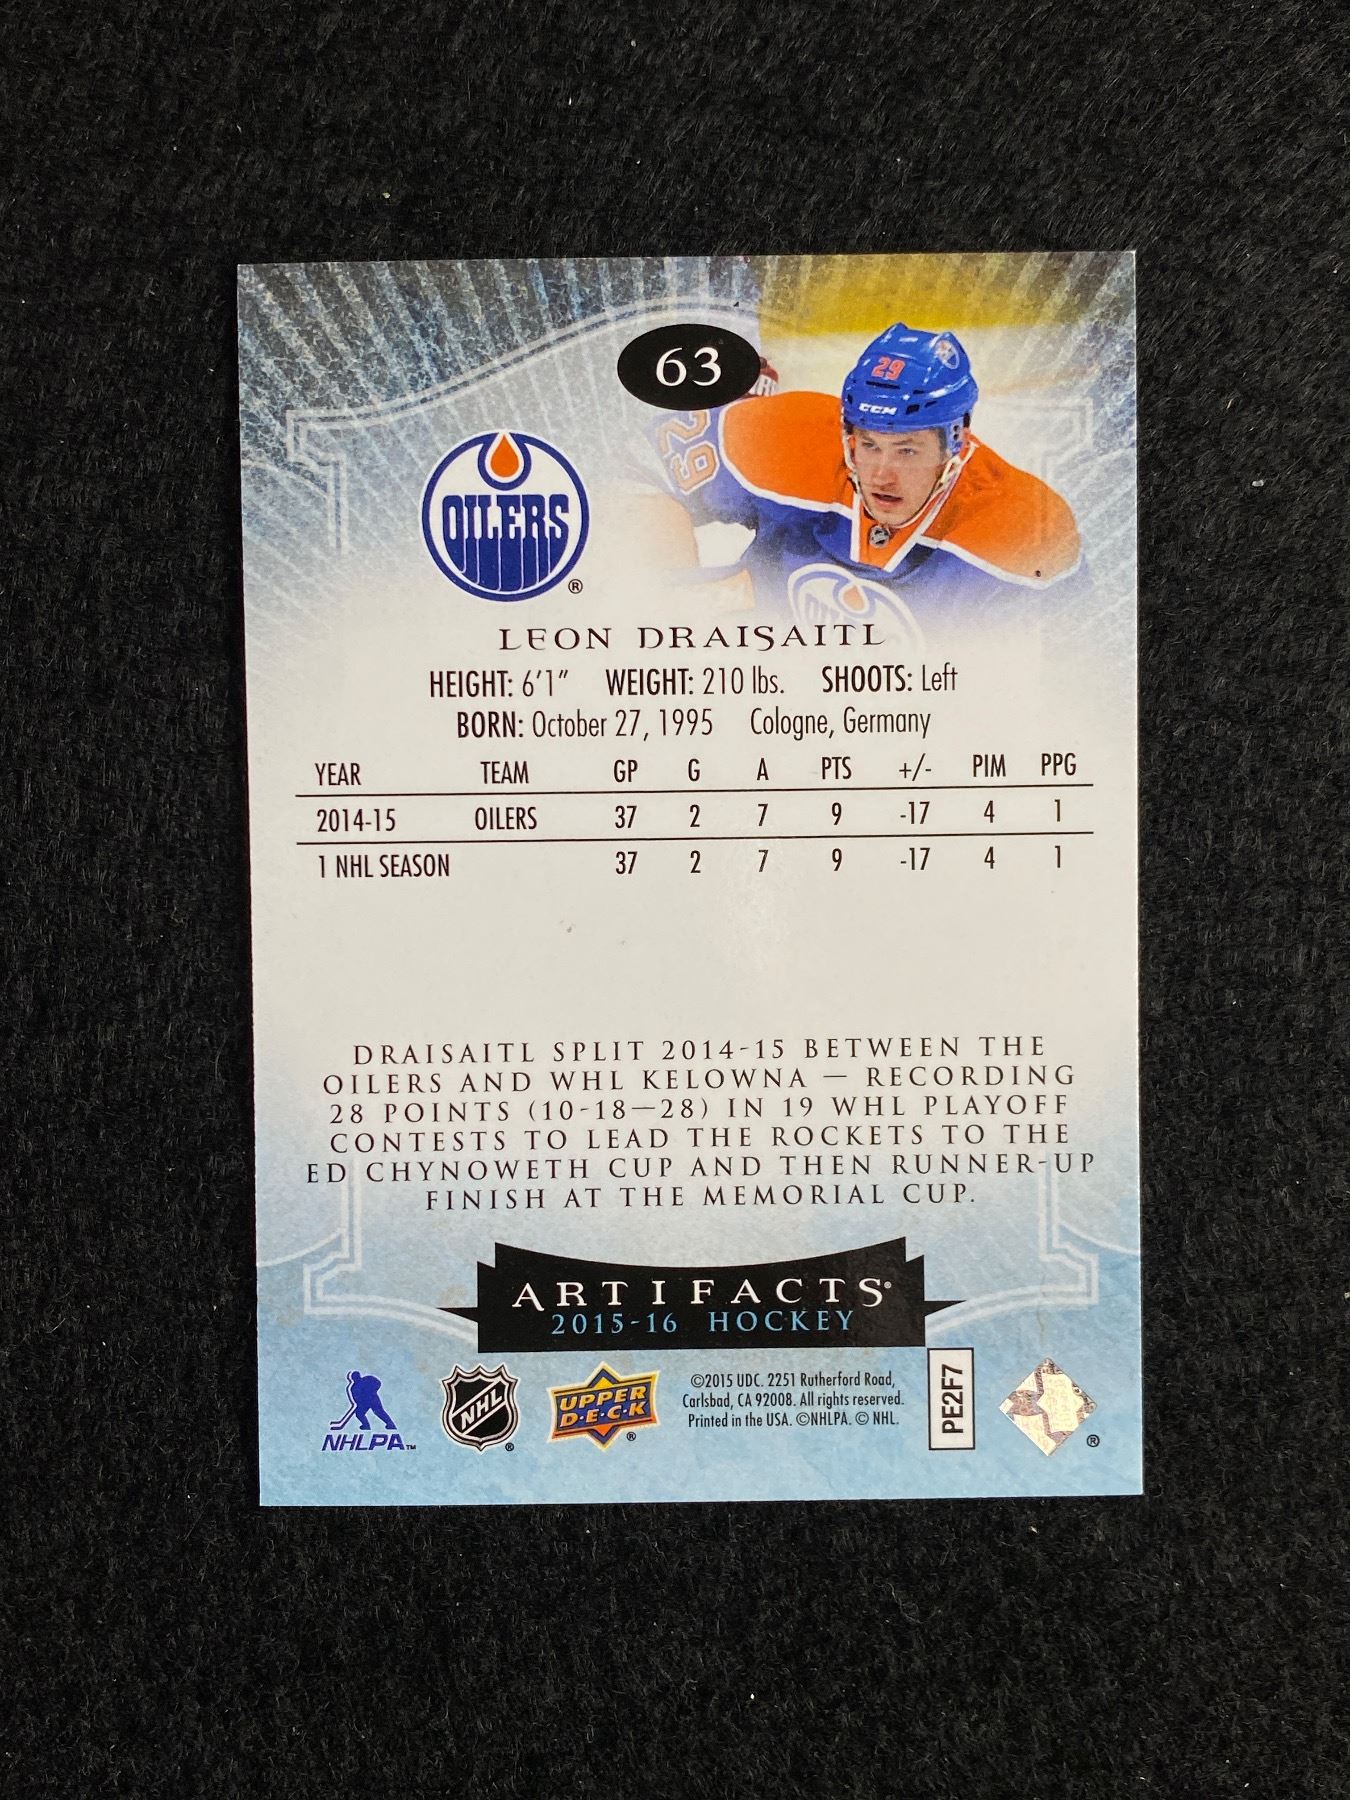 63
29
CCM
29
OILERS
®
LEON DRAISAITL
HEIGHT: 6'1" WEIGHT: 210 lbs. SHOOTS: Left
BORN: October 27, 1995 Cologne, Germany
YEAR TEAM GP G A PTS +/- PIM PPG
2014-15 OILERS 37 2 7 9 -17 4 1
1 NHL SEASON 37 2 7 9 -17 4 1
DRAISAITL SPLIT 2014-15 BETWEEN THE
OILERS AND WHL KELOWNA — RECORDING
28 POINTS (10-18—28) IN 19 WHL PLAYOFF
CONTESTS TO LEAD THE ROCKETS TO THE
ED CHYNOWETH CUP AND THEN RUNNER-UP
FINISH AT THE MEMORIAL CUP.
ARTIFACTS®
2015-16 HOCKEY
NHLPA™
NHL®
UPPER
D·E·C·K®
©2015 UDC. 2251 Rutherford Road,
Carlsbad, CA 92008. All rights reserved.
Printed in the USA. ©NHLPA. © NHL.
PE2F7
®